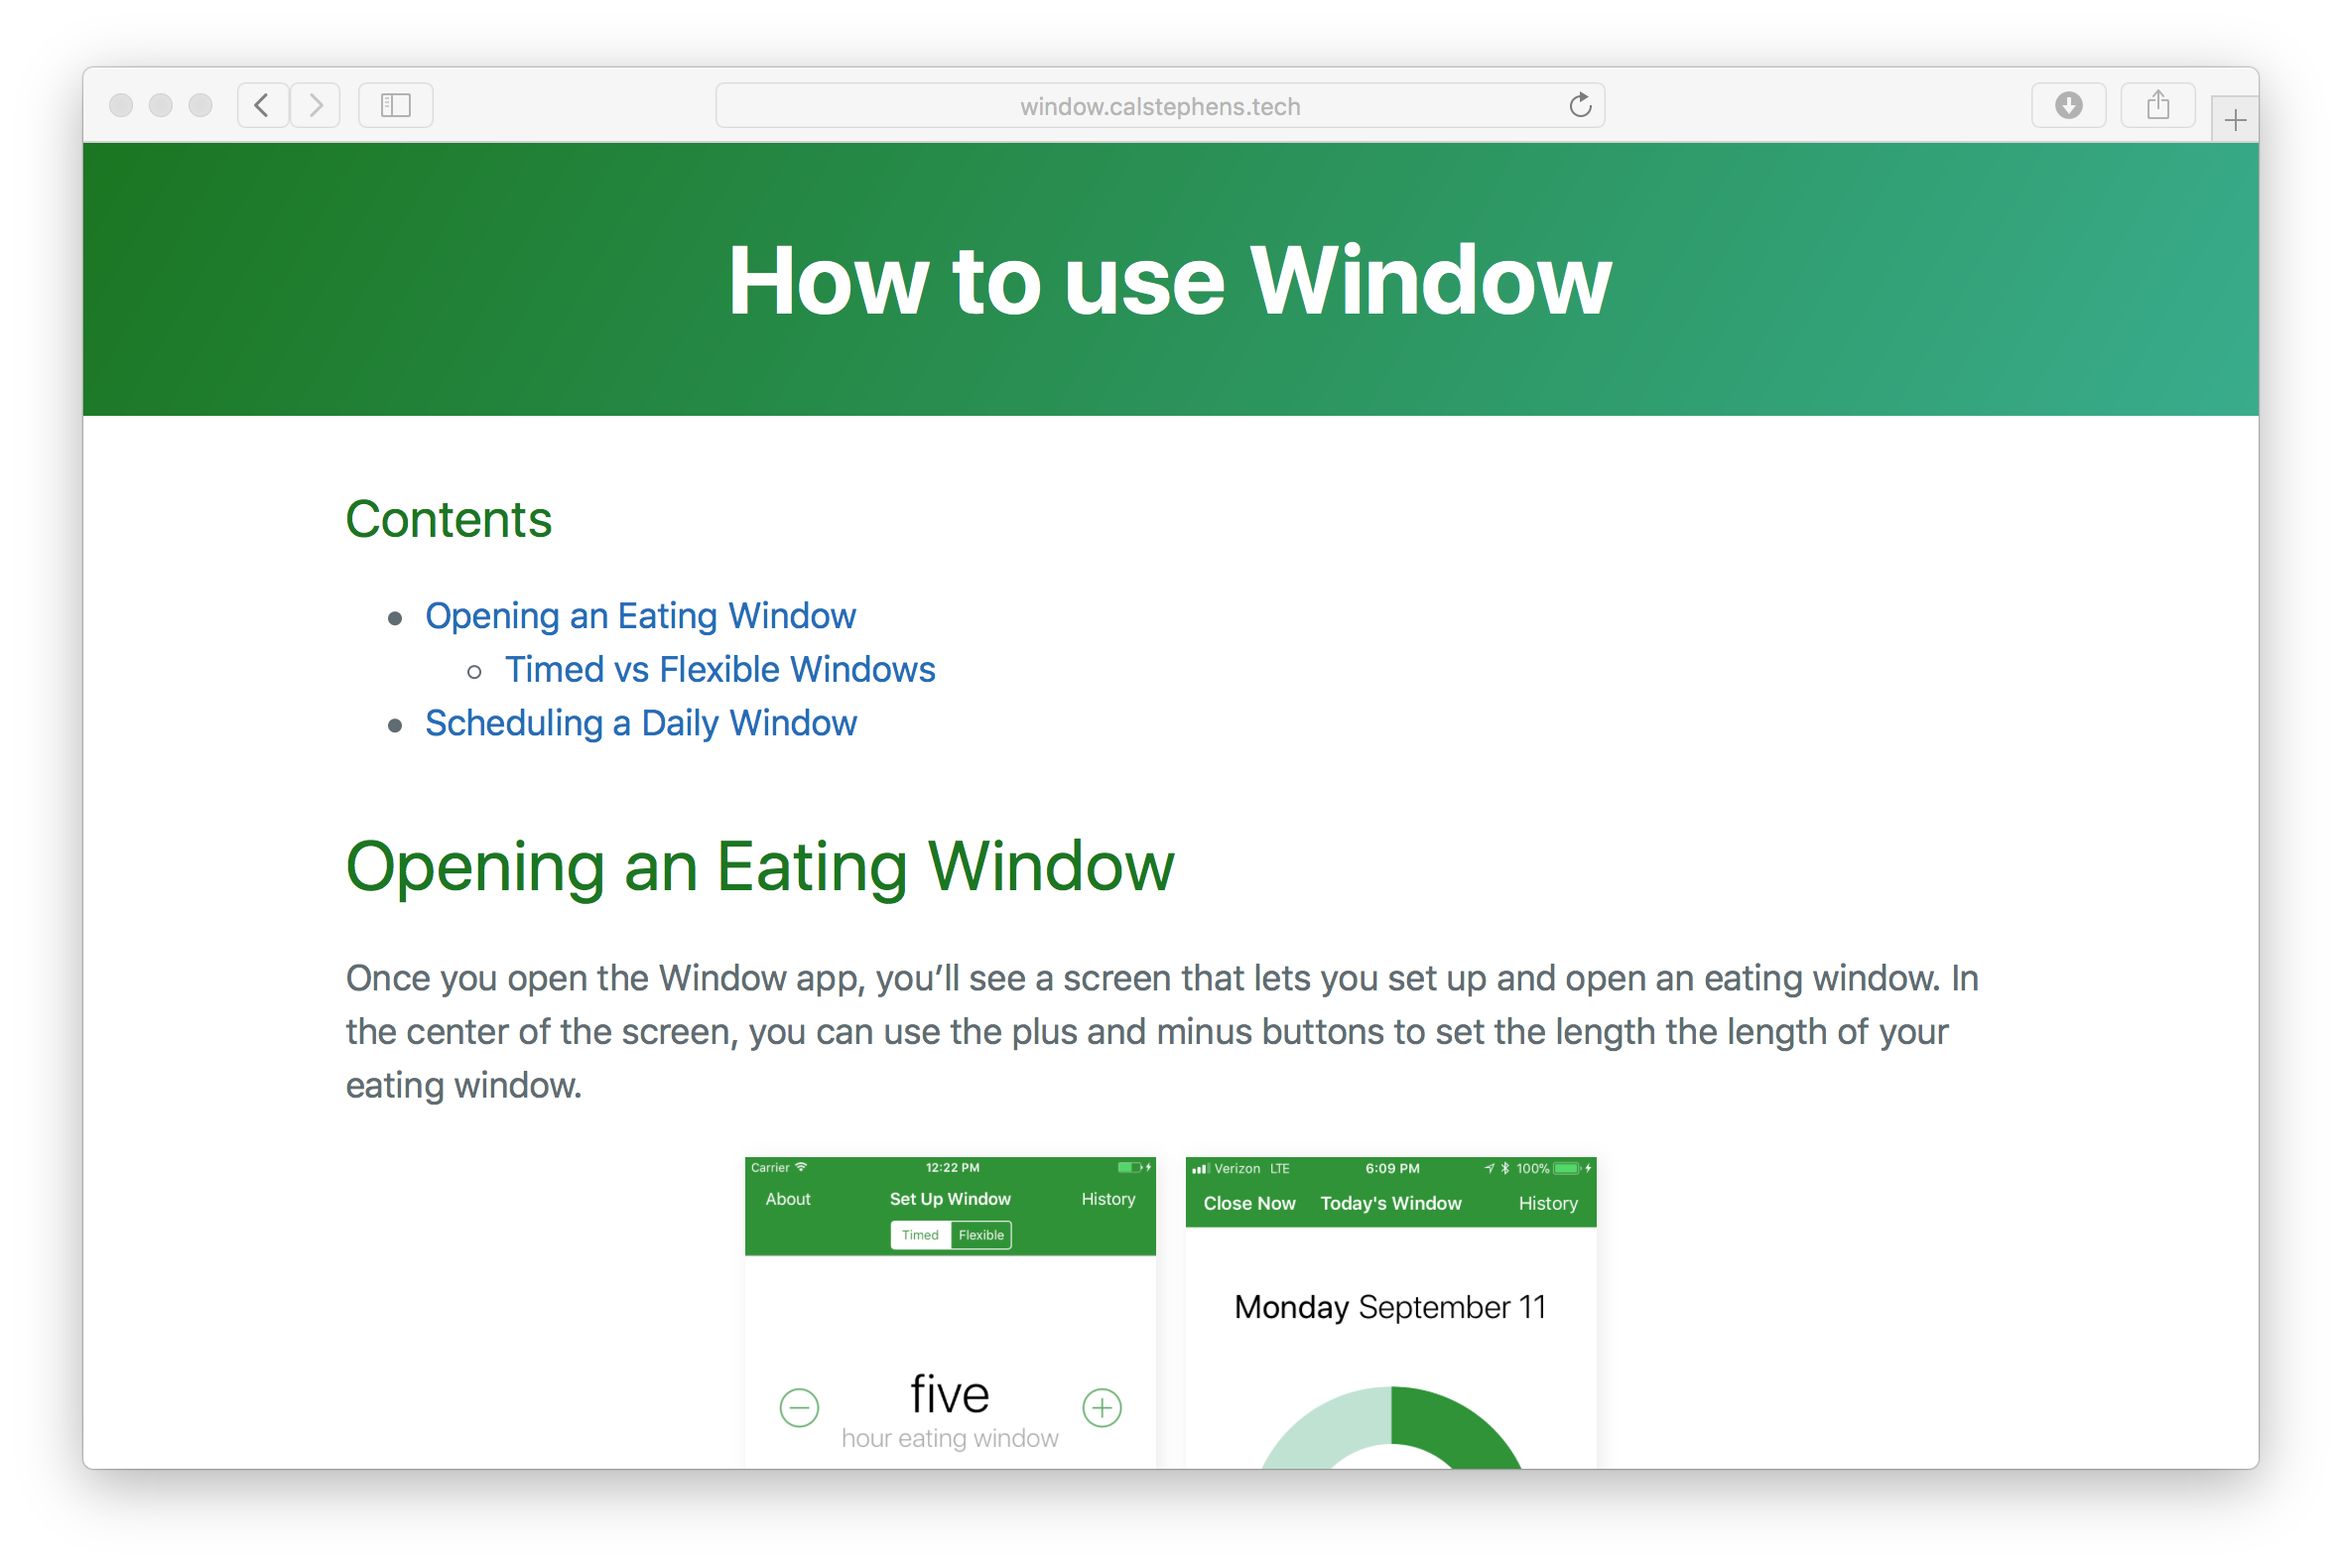 window.calstephens.tech
How to use Window
Contents
Opening an Eating Window
Timed vs Flexible Windows
Scheduling a Daily Window
Opening an Eating Window
Once you open the Window app, you’ll see a screen that lets you set up and open an eating window. In
the center of the screen, you can use the plus and minus buttons to set the length the length of your
eating window.
Carrier 12:22 PM
About Set Up Window History
Timed Flexible
five
hour eating window
Verizon LTE 6:09 PM 100%
Close Now Today's Window History
Monday September 11